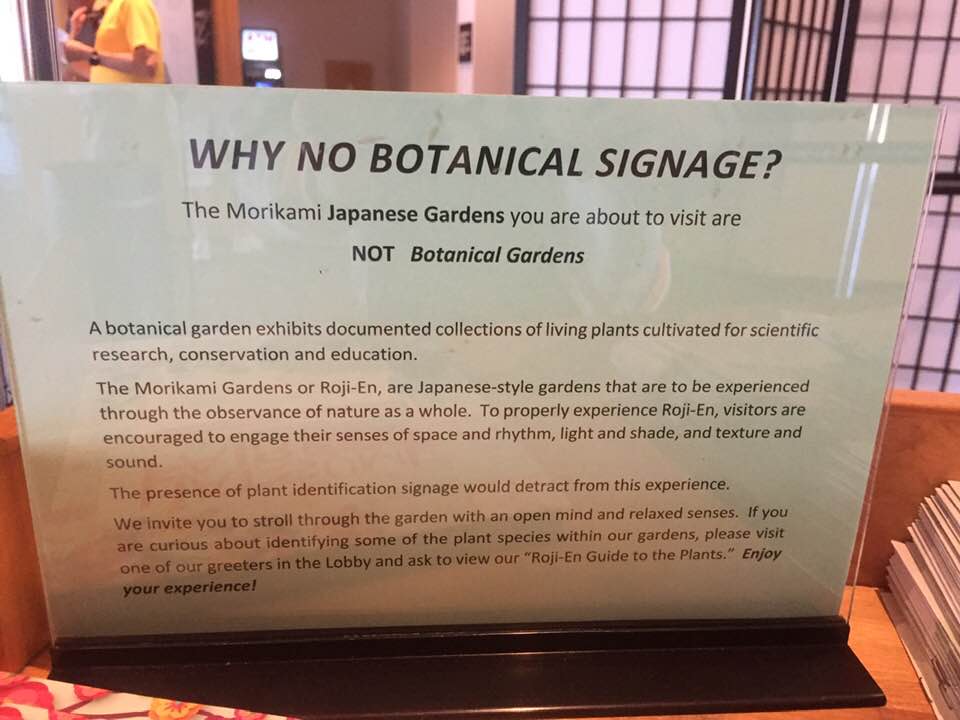 WHY NO BOTANICAL SIGNAGE?
The Morikami Japanese Gardens you are about to visit are
NOT Botanical Gardens
A botanical garden exhibits documented collections of living plants cultivated for scientific
research, conservation and education.
The Morikami Gardens or Roji-En, are Japanese-style gardens that are to be experienced
through the observance of nature as a whole. To properly experience Roji-En, visitors are
encouraged to engage their senses of space and rhythm, light and shade, and texture and
sound.
The presence of plant identification signage would detract from this experience.
We invite you to stroll through the garden with an open mind and relaxed senses. If you
are curious about identifying some of the plant species within our gardens, please visit
one of our greeters in the Lobby and ask to view our “Roji-En Guide to the Plants.” Enjoy
your experience!